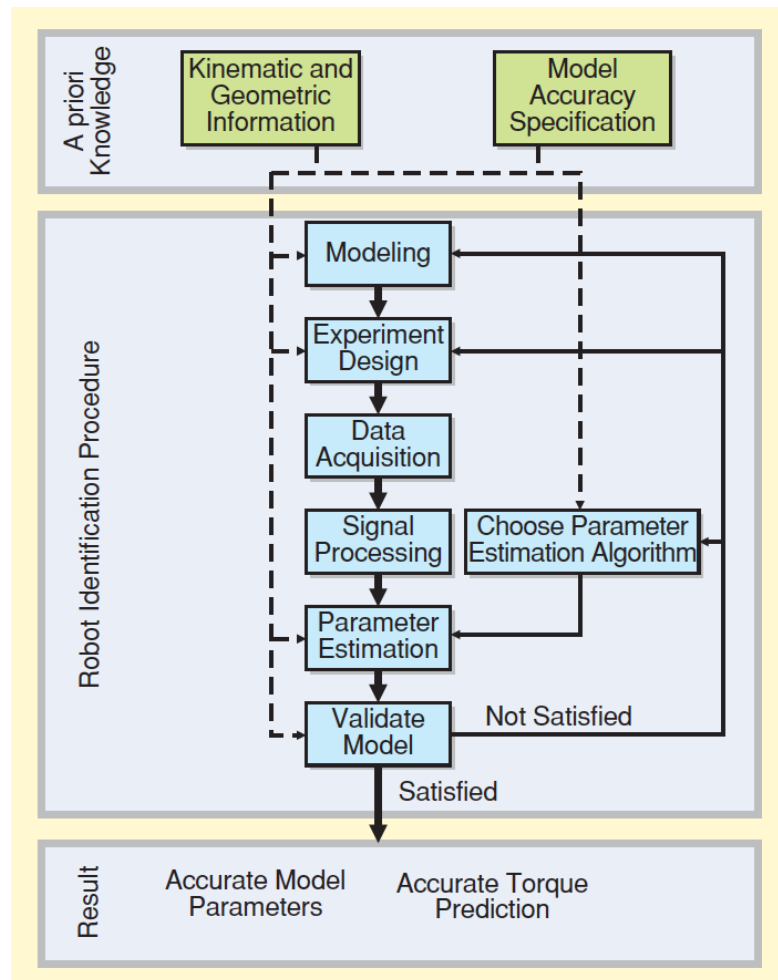 A priori
Knowledge
Kinematic and
Geometric
Information
Model
Accuracy
Specification
Robot Identification Procedure
Modeling
Experiment
Design
Data
Acquisition
Signal
Processing
Choose Parameter
Estimation Algorithm
Parameter
Estimation
Validate
Model
Not Satisfied
Satisfied
Result
Accurate Model
Parameters
Accurate Torque
Prediction